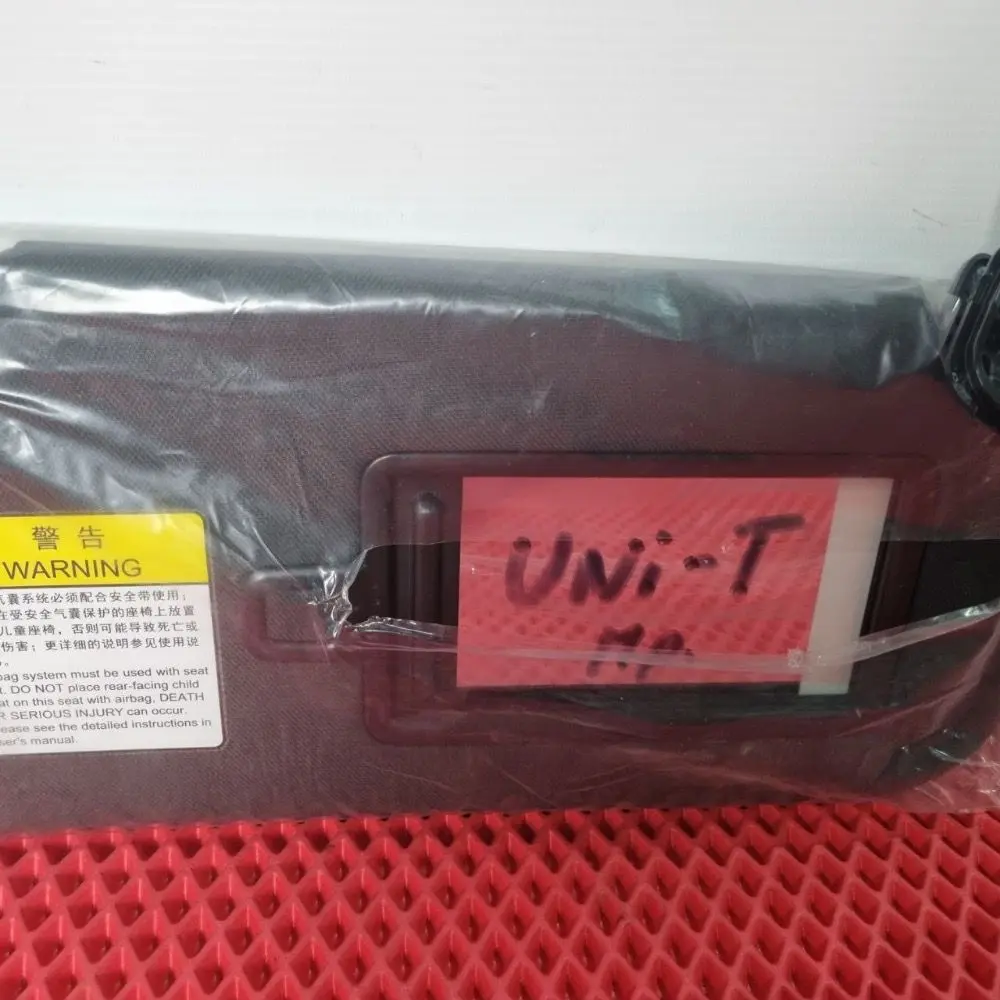 警告
WARNING
气囊系统必须配合安全带使用；
在受安全气囊保护的座椅上放置
儿童座椅，否则可能导致死亡或
伤害；更详细的说明参见使用说
bag system must be used with seat
t. DO NOT place rear-facing child
at on this seat with airbag, DEATH
R SERIOUS INJURY can occur.
ease see the detailed instructions in
ser's manual.
UNi-T